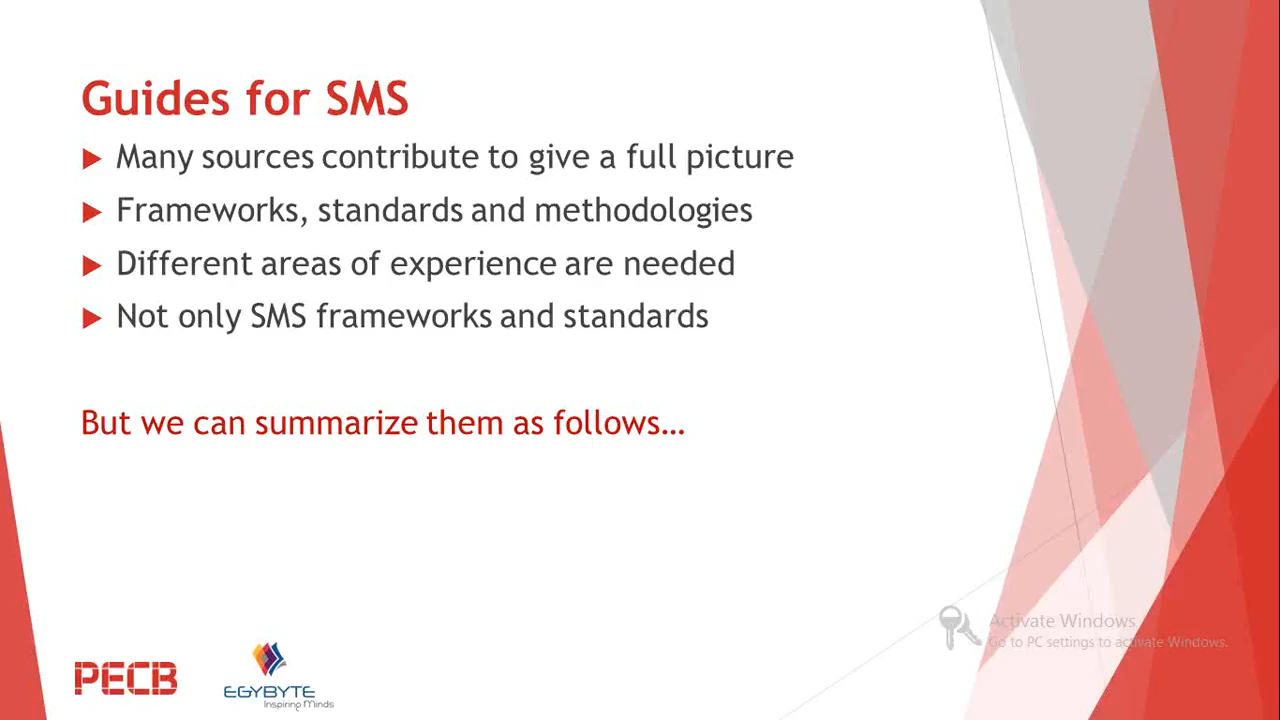 Guides for SMS
Many sources contribute to give a full picture
Frameworks, standards and methodologies
Different areas of experience are needed
Not only SMS frameworks and standards
But we can summarize them as follows…
Activate Windows
Go to PC settings to activate Windows.
PECB
EGYBYTE
Inspiring Minds